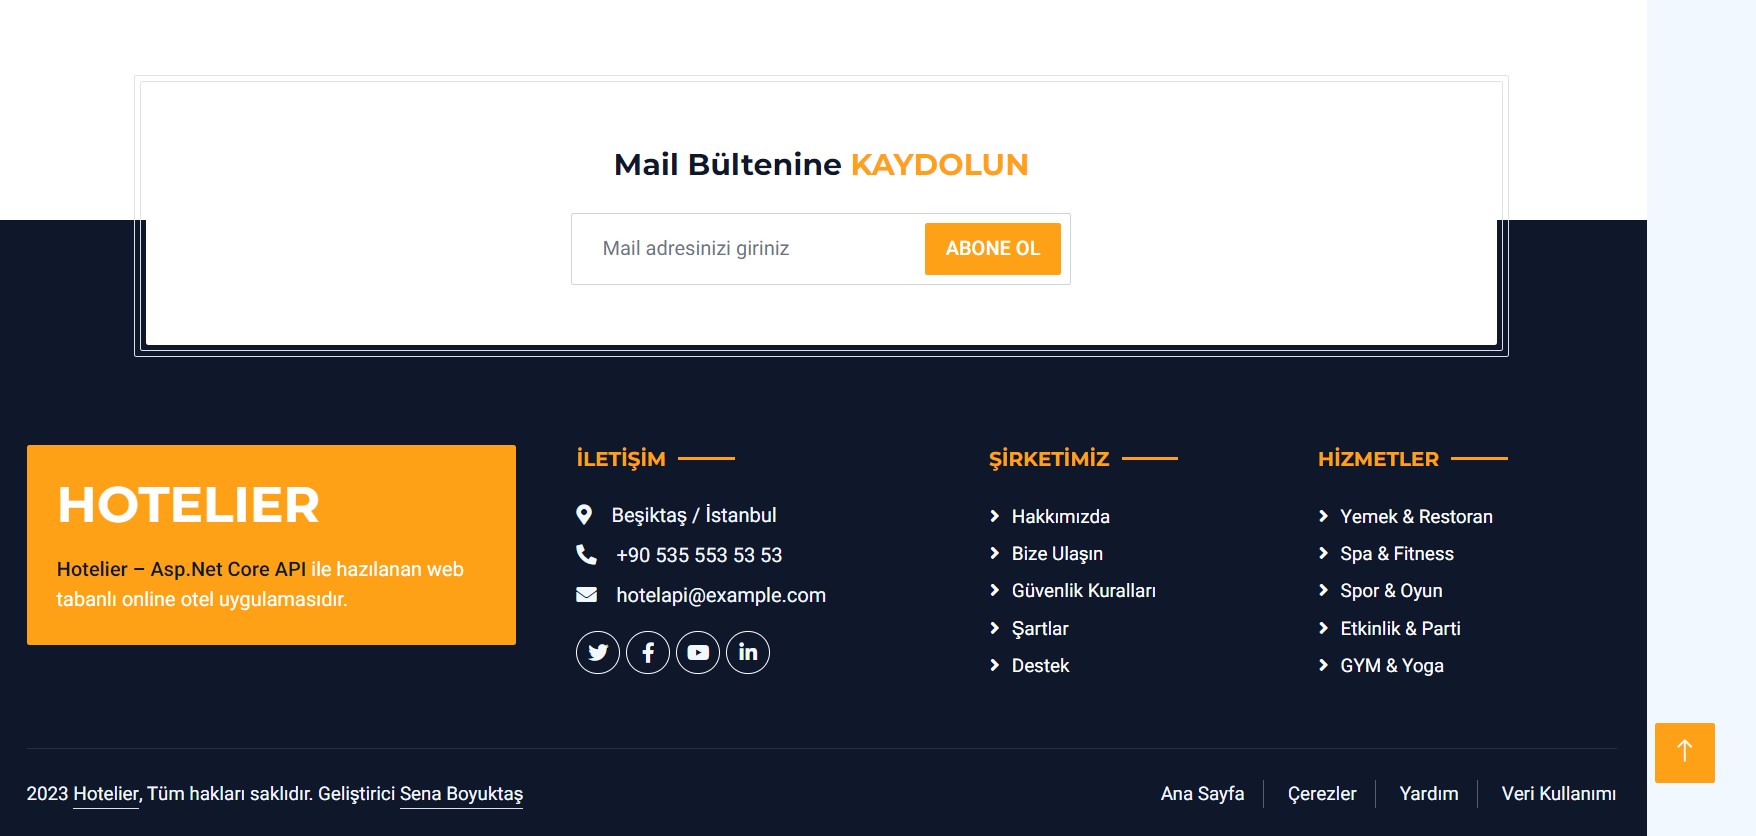 Mail Bültenine KAYDOLUN
Mail adresinizi giriniz
ABONE OL
HOTELIER
Hotelier – Asp.Net Core API ile hazılanan web
tabanlı online otel uygulamasıdır.
İLETİŞİM
Beşiktaş / İstanbul
+90 535 553 53 53
hotelapi@example.com
ŞİRKETİMİZ
Hakkımızda
Bize Ulaşın
Güvenlik Kuralları
Şartlar
Destek
HİZMETLER
Yemek & Restoran
Spa & Fitness
Spor & Oyun
Etkinlik & Parti
GYM & Yoga
2023 Hotelier, Tüm hakları saklıdır. Geliştirici Sena Boyuktaş
Ana Sayfa
Çerezler
Yardım
Veri Kullanımı